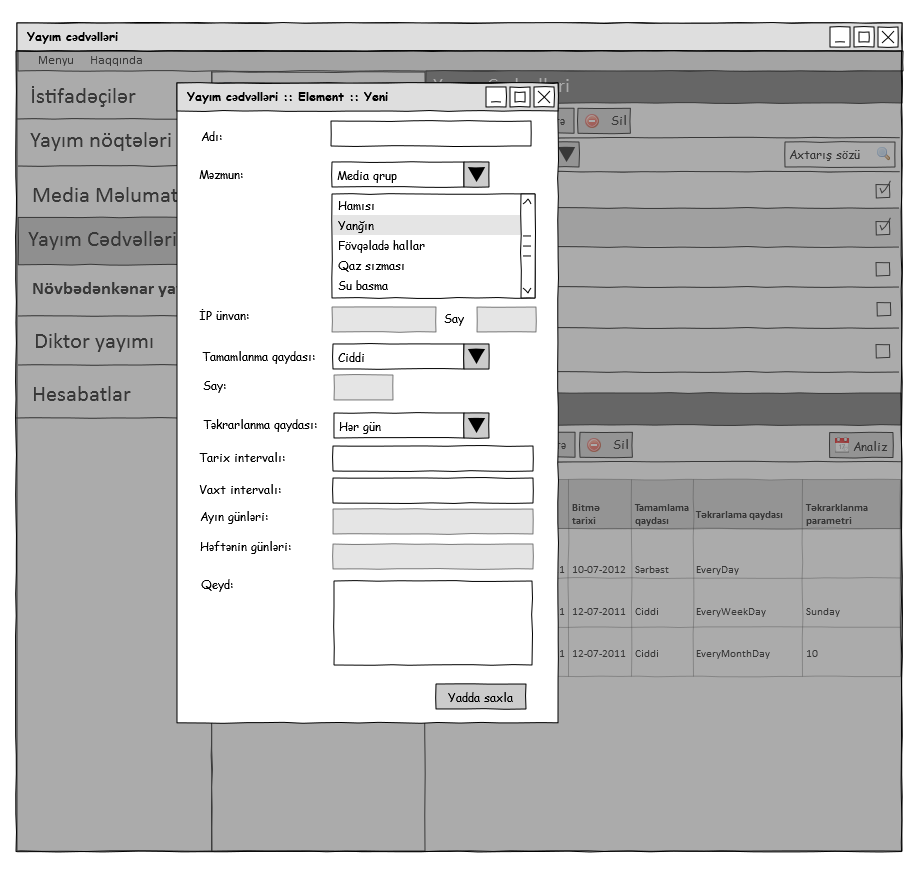 Yayım cədvəlləri
Menyu Haqqında
İstifadəçilər
Yayım nöqtələri
Media Məlumat
Yayım Cədvəlləri
Növbədənkənar ya
Diktor yayımı
Hesabatlar
Yayım cədvəlləri :: Element :: Yeni
Adı:
Məzmun: Media qrup
Hamısı
Yanğın
Fövqəladə hallar
Qaz sızması
Su basma
İP ünvan: Say
Tamamlanma qaydası: Ciddi
Say:
Təkrarlanma qaydası: Hər gün
Tarix intervalı:
Vaxt intervalı:
Ayın günləri:
Həftənin günləri:
Qeyd:
Yadda saxla
Sil
Axtarış sözü
Sil Analiz
Bitmə tarixi Tamamlama qaydası Təkrarlama qaydası Təkrarklanma parametri
1 10-07-2012 Sərbəst EveryDay
1 12-07-2011 Ciddi EveryWeekDay Sunday
1 12-07-2011 Ciddi EveryMonthDay 10